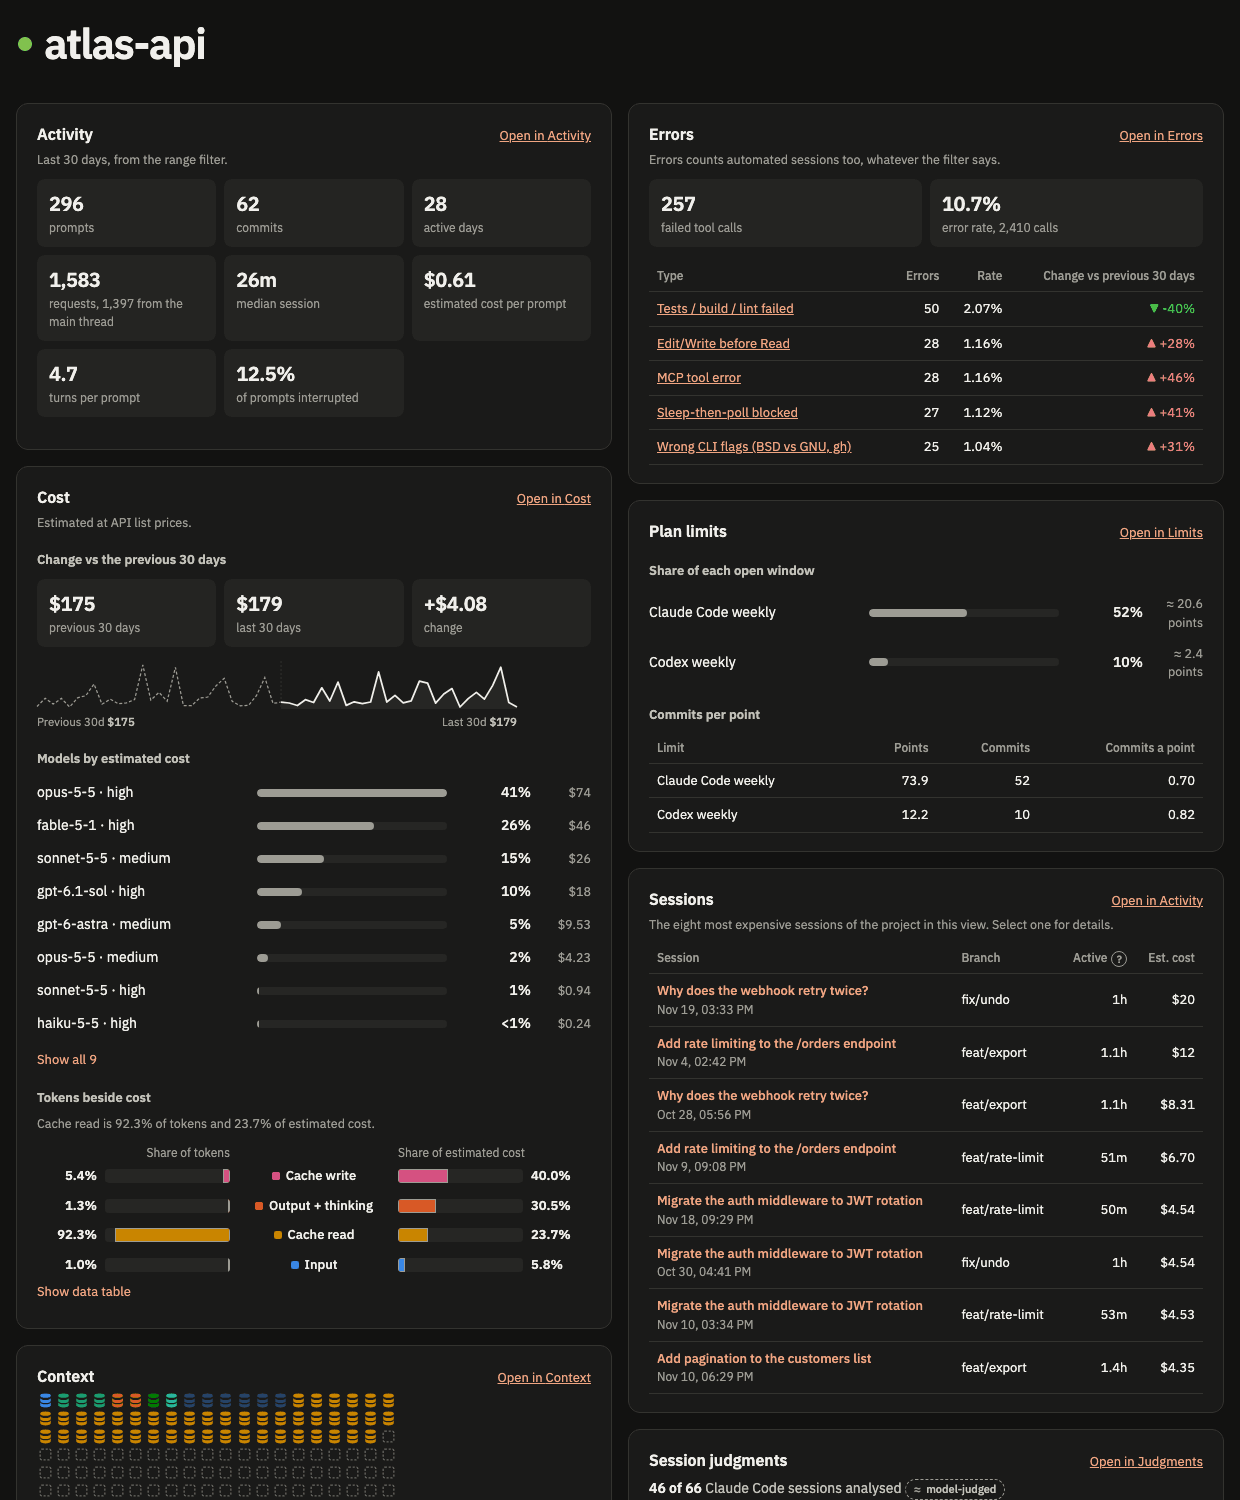 atlas-api
Activity
Open in Activity
Last 30 days, from the range filter.
296
prompts
62
commits
28
active days
1,583
requests, 1,397 from the
main thread
26m
median session
$0.61
estimated cost per prompt
4.7
turns per prompt
12.5%
of prompts interrupted
Cost
Open in Cost
Estimated at API list prices.
Change vs the previous 30 days
$175
previous 30 days
$179
last 30 days
+$4.08
change
Previous 30d $175
Last 30d $179
Models by estimated cost
opus-5-5 · high 41% $74
fable-5-1 · high 26% $46
sonnet-5-5 · medium 15% $26
gpt-6.1-sol · high 10% $18
gpt-6-astra · medium 5% $9.53
opus-5-5 · medium 2% $4.23
sonnet-5-5 · high 1% $0.94
haiku-5-5 · high <1% $0.24
Show all 9
Tokens beside cost
Cache read is 92.3% of tokens and 23.7% of estimated cost.
Share of tokens Share of estimated cost
5.4% Cache write 40.0%
1.3% Output + thinking 30.5%
92.3% Cache read 23.7%
1.0% Input 5.8%
Show data table
Context
Open in Context
Errors
Open in Errors
Errors counts automated sessions too, whatever the filter says.
257
failed tool calls
10.7%
error rate, 2,410 calls
Type Errors Rate Change vs previous 30 days
Tests / build / lint failed 50 2.07% ▼ -40%
Edit/Write before Read 28 1.16% ▲ +28%
MCP tool error 28 1.16% ▲ +46%
Sleep-then-poll blocked 27 1.12% ▲ +41%
Wrong CLI flags (BSD vs GNU, gh) 25 1.04% ▲ +31%
Plan limits
Open in Limits
Share of each open window
Claude Code weekly 52% ≈ 20.6
points
Codex weekly 10% ≈ 2.4
points
Commits per point
Limit Points Commits Commits a point
Claude Code weekly 73.9 52 0.70
Codex weekly 12.2 10 0.82
Sessions
Open in Activity
The eight most expensive sessions of the project in this view. Select one for details.
Session Branch Active ? Est. cost
Why does the webhook retry twice?
Nov 19, 03:33 PM
fix/undo 1h $20
Add rate limiting to the /orders endpoint
Nov 4, 02:42 PM
feat/export 1.1h $12
Why does the webhook retry twice?
Oct 28, 05:56 PM
feat/export 1.1h $8.31
Add rate limiting to the /orders endpoint
Nov 9, 09:08 PM
feat/rate-limit 51m $6.70
Migrate the auth middleware to JWT rotation
Nov 18, 09:29 PM
feat/rate-limit 50m $4.54
Migrate the auth middleware to JWT rotation
Oct 30, 04:41 PM
fix/undo 1h $4.54
Migrate the auth middleware to JWT rotation
Nov 10, 03:34 PM
feat/rate-limit 53m $4.53
Add pagination to the customers list
Nov 10, 06:29 PM
feat/export 1.4h $4.35
Session judgments
Open in Judgments
46 of 66 Claude Code sessions analysed ≈ model-judged